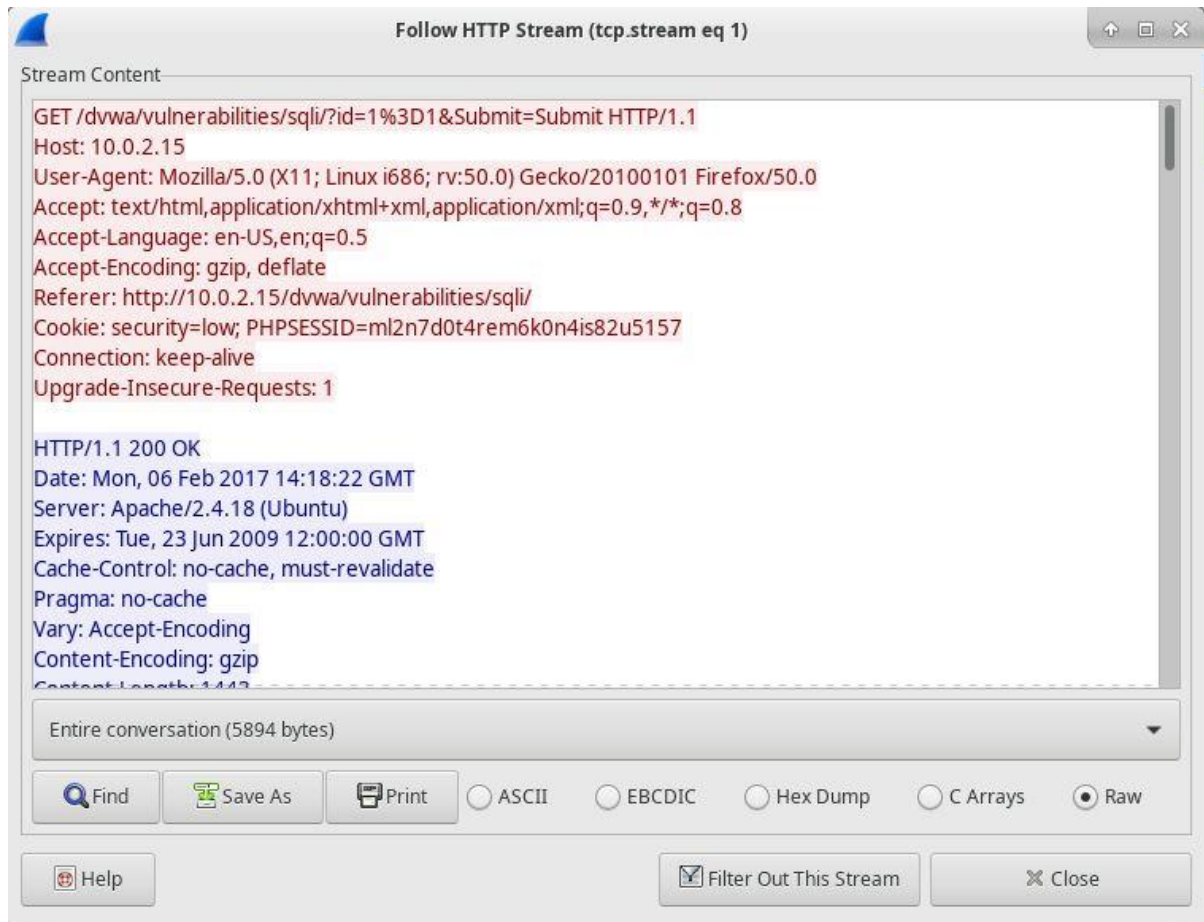 Follow HTTP Stream (tcp.stream eq 1)
Stream Content
GET /dvwa/vulnerabilities/sqli/?id=1%3D1&Submit=Submit HTTP/1.1
Host: 10.0.2.15
User-Agent: Mozilla/5.0 (X11; Linux i686; rv:50.0) Gecko/20100101 Firefox/50.0
Accept: text/html,application/xhtml+xml,application/xml;q=0.9,*/*;q=0.8
Accept-Language: en-US,en;q=0.5
Accept-Encoding: gzip, deflate
Referer: http://10.0.2.15/dvwa/vulnerabilities/sqli/
Cookie: security=low; PHPSESSID=ml2n7d0t4rem6k0n4is82u5157
Connection: keep-alive
Upgrade-Insecure-Requests: 1
HTTP/1.1 200 OK
Date: Mon, 06 Feb 2017 14:18:22 GMT
Server: Apache/2.4.18 (Ubuntu)
Expires: Tue, 23 Jun 2009 12:00:00 GMT
Cache-Control: no-cache, must-revalidate
Pragma: no-cache
Vary: Accept-Encoding
Content-Encoding: gzip
Content-Length: 1443
Entire conversation (5894 bytes)
Find Save As Print ASCII EBCDIC Hex Dump C Arrays Raw
Help Filter Out This Stream Close